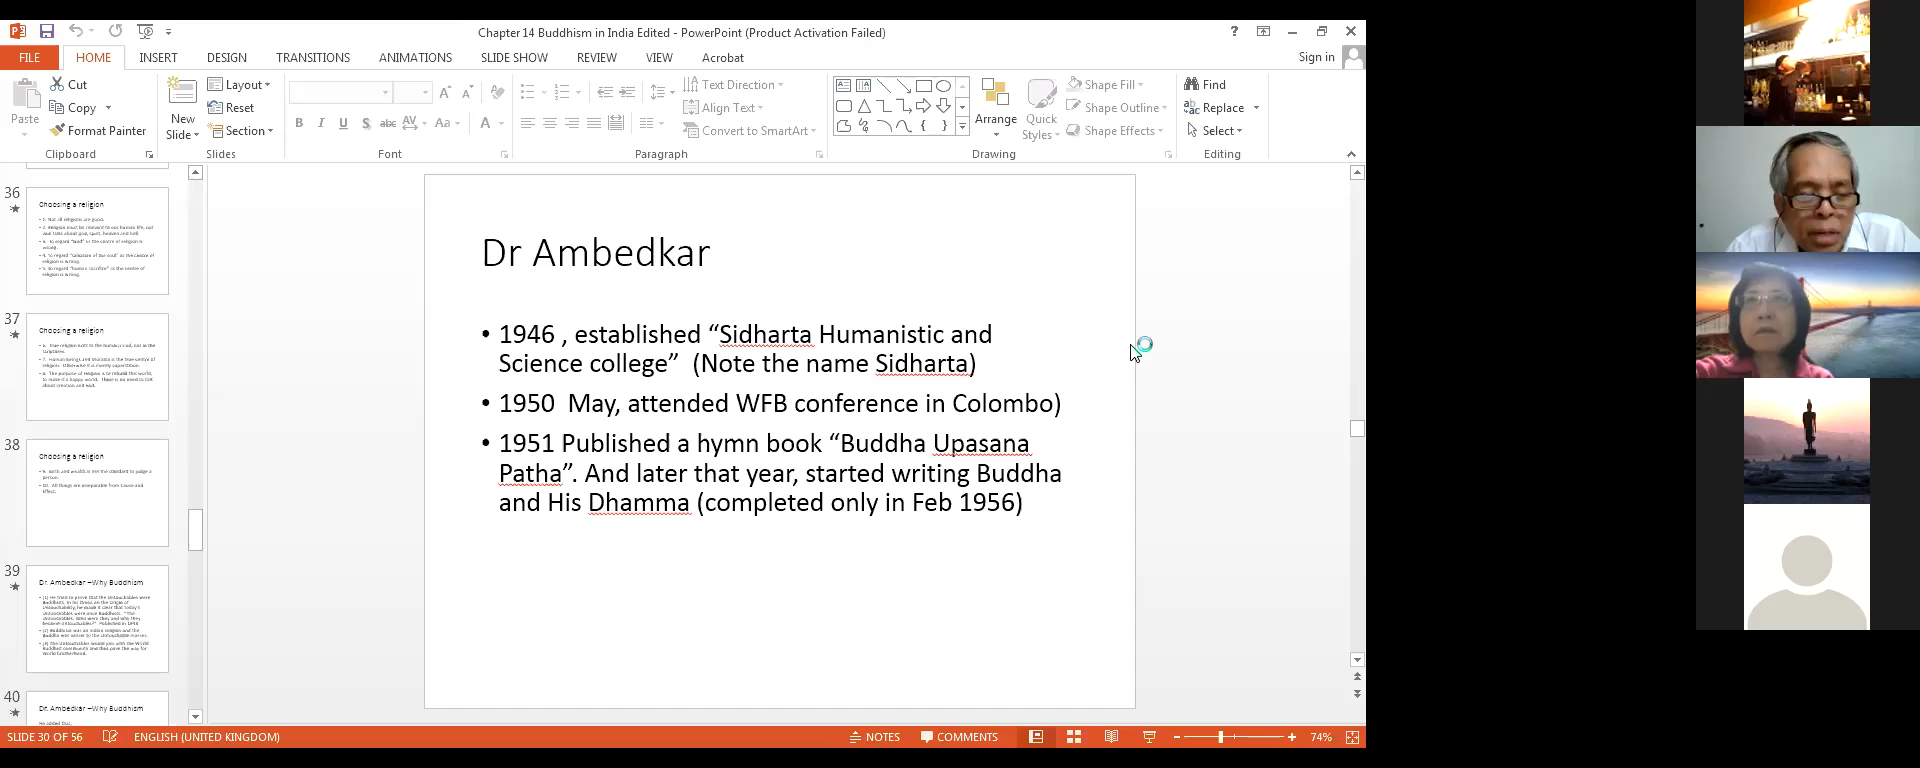 Chapter 14 Buddhism in India Edited - PowerPoint (Product Activation Failed)
FILE HOME INSERT DESIGN TRANSITIONS ANIMATIONS SLIDE SHOW REVIEW VIEW Acrobat Sign in
Paste
Cut
Copy
Format Painter
Clipboard
New
Slide
Layout
Reset
Section
Slides
B I U S abc AV Aa A
Font
Text Direction
Align Text
Convert to SmartArt
Paragraph
Arrange
Quick
Styles
Shape Fill
Shape Outline
Shape Effects
Drawing
Find
Replace
Select
Editing
36
Choosing a religion
37
Choosing a religion
38
Choosing a religion
39
Dr. Ambedkar –Why Buddhism
40
Dr. Ambedkar –Why Buddhism
Dr Ambedkar
• 1946 , established “Sidharta Humanistic and
Science college”  (Note the name Sidharta)
• 1950  May, attended WFB conference in Colombo)
• 1951 Published a hymn book “Buddha Upasana
Patha”. And later that year, started writing Buddha
and His Dhamma (completed only in Feb 1956)
SLIDE 30 OF 56 ENGLISH (UNITED KINGDOM) NOTES COMMENTS 74%